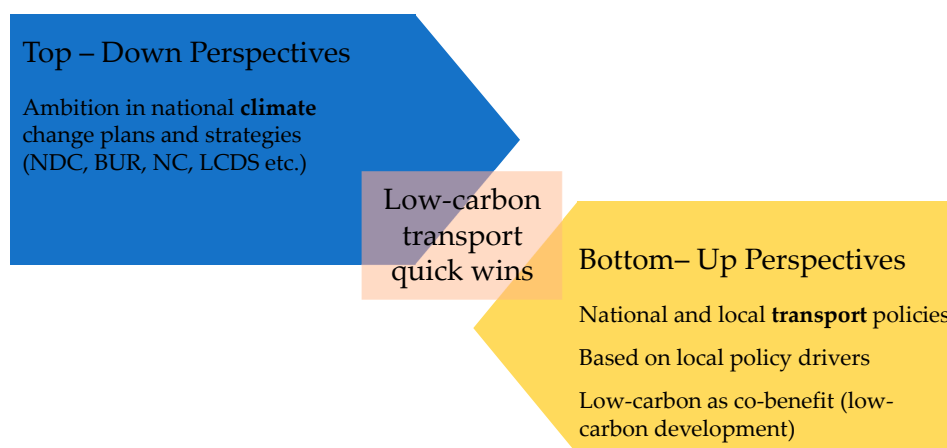 Top – Down Perspectives
Ambition in national climate
change plans and strategies
(NDC, BUR, NC, LCDS etc.)
Low-carbon
transport
quick wins
Bottom– Up Perspectives
National and local transport policies
Based on local policy drivers
Low-carbon as co-benefit (low-
carbon development)